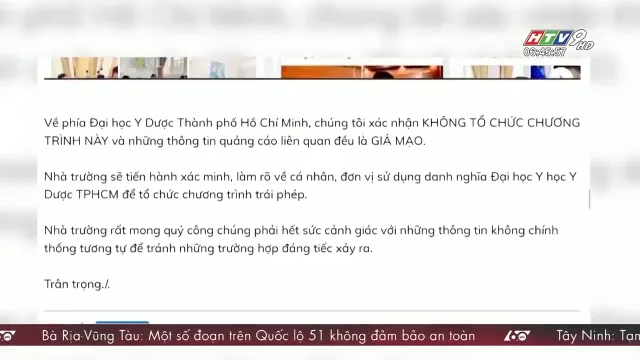 HTV9
HD
06:45:57
Về phía Đại học Y Dược Thành phố Hồ Chí Minh, chúng tôi xác nhận KHÔNG TỔ CHỨC CHƯƠNG
TRÌNH NÀY và những thông tin quảng cáo liên quan đều là GIẢ MẠO.
Nhà trường sẽ tiến hành xác minh, làm rõ về cá nhân, đơn vị sử dụng danh nghĩa Đại học Y học Y
Dược TPHCM để tổ chức chương trình trái phép.
Nhà trường rất mong quý công chúng phải hết sức cảnh giác với những thông tin không chính
thống tương tự để tránh những trường hợp đáng tiếc xảy ra.
Trân trọng./.
60 Bà Rịa-Vũng Tàu: Một số đoạn trên Quốc lộ 51 không đảm bảo an toàn 60 Tây Ninh: Tạm